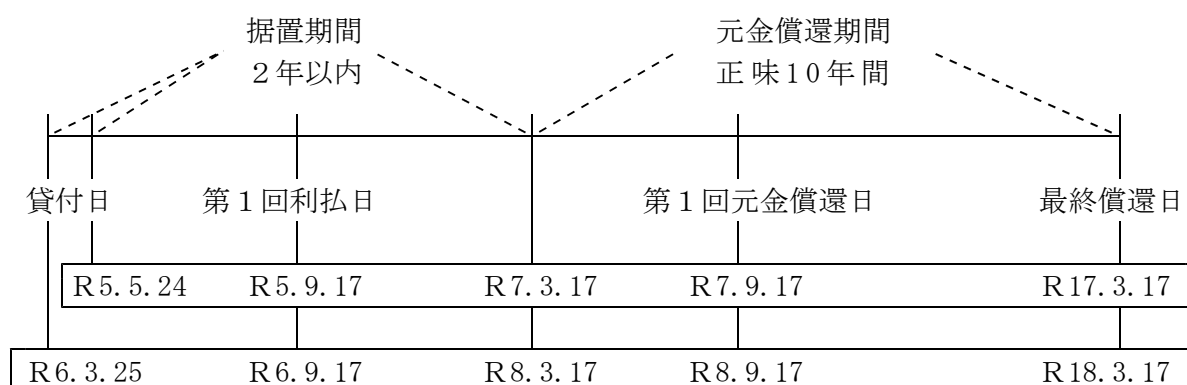 据置期間 元金償還期間
２年以内 正味10年間
貸付日 第１回利払日 第１回元金償還日 最終償還日
R5.5.24 R5.9.17 R7.3.17 R7.9.17 R17.3.17
R6.3.25 R6.9.17 R8.3.17 R8.9.17 R18.3.17